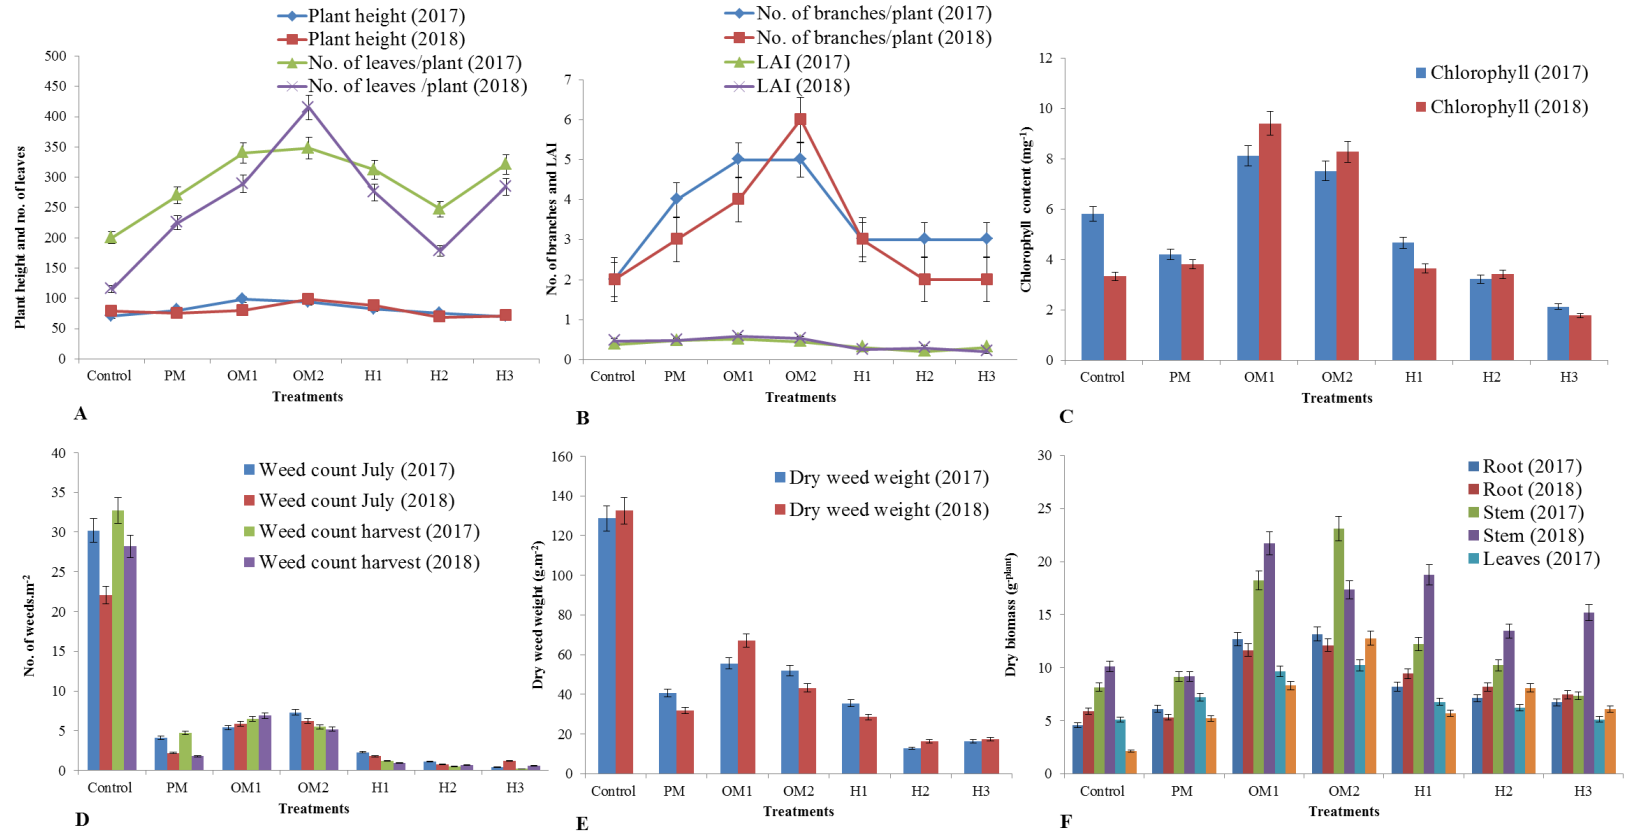 Plant height (2017)
Plant height (2018)
No. of leaves/plant (2017)
No. of leaves /plant (2018)
500
450
400
350
300
250
200
150
100
50
0
Plant height and no. of leaves
Control PM OM1 OM2 H1 H2 H3
Treatments
A
No. of branches/plant (2017)
No. of branches/plant (2018)
LAI (2017)
LAI (2018)
7
6
5
4
3
2
1
0
No. of branches and LAI
Control PM OM1 OM2 H1 H2 H3
Treatments
B
Chlorophyll (2017)
Chlorophyll (2018)
12
10
8
6
4
2
0
Chlorophyll content (mg-1)
Control PM OM1 OM2 H1 H2 H3
Treatments
C
Weed count July (2017)
Weed count July (2018)
Weed count harvest (2017)
Weed count harvest (2018)
40
35
30
25
20
15
10
5
0
No. of weeds.m-2
Control PM OM1 OM2 H1 H2 H3
Treatments
D
Dry weed weight (2017)
Dry weed weight (2018)
160
140
120
100
80
60
40
20
0
Dry weed weight (g.m-2)
Control PM OM1 OM2 H1 H2 H3
Treatments
E
Root (2017)
Root (2018)
Stem (2017)
Stem (2018)
Leaves (2017)
30
25
20
15
10
5
0
Dry biomass (g-plant)
Control PM OM1 OM2 H1 H2 H3
Treatments
F